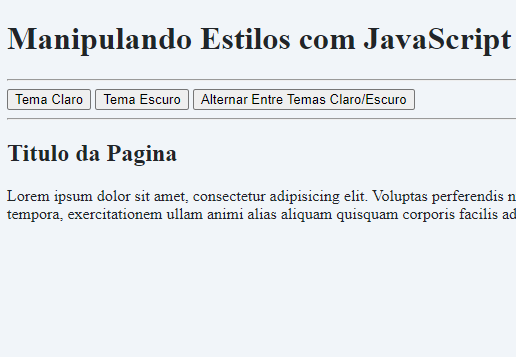 Manipulando Estilos com JavaScript
Tema Claro Tema Escuro Alternar Entre Temas Claro/Escuro
Titulo da Pagina
Lorem ipsum dolor sit amet, consectetur adipisicing elit. Voluptas perferendis
tempora, exercitationem ullam animi alias aliquam quisquam corporis facilis